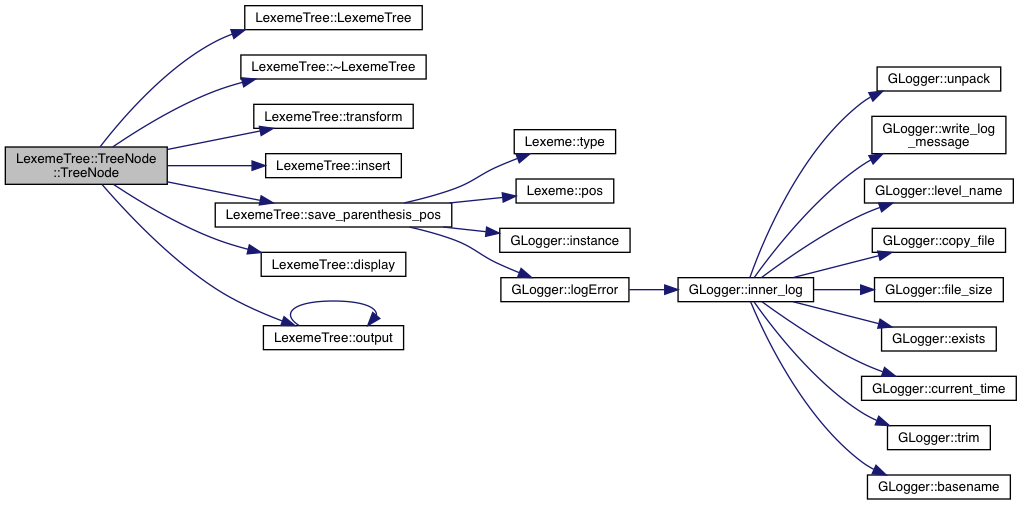 LexemeTree::TreeNode
::TreeNode
LexemeTree::LexemeTree
LexemeTree::~LexemeTree
LexemeTree::transform
LexemeTree::insert
LexemeTree::save_parenthesis_pos
LexemeTree::display
LexemeTree::output
Lexeme::type
Lexeme::pos
GLogger::instance
GLogger::logError
GLogger::inner_log
GLogger::unpack
GLogger::write_log
_message
GLogger::level_name
GLogger::copy_file
GLogger::file_size
GLogger::exists
GLogger::current_time
GLogger::trim
GLogger::basename